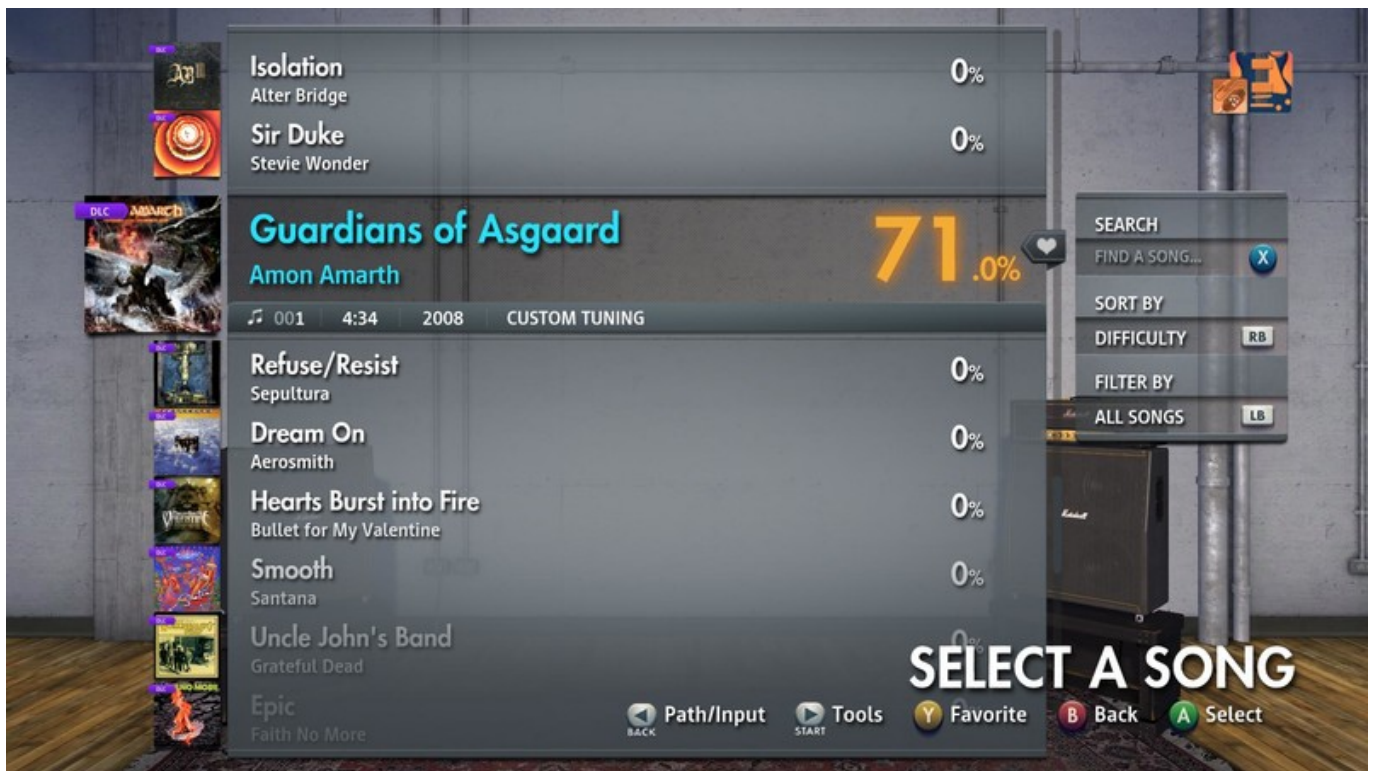 Isolation
0%
Alter Bridge
Sir Duke
0%
Stevie Wonder
DLC
AMARTH
Guardians of Asgaard
71.0%
Amon Amarth
001 4:34 2008 CUSTOM TUNING
Refuse/Resist
0%
Sepultura
Dream On
0%
Aerosmith
Hearts Burst into Fire
0%
Bullet for My Valentine
Smooth
0%
Santana
Uncle John's Band
0%
Grateful Dead
Epic
Faith No More
SEARCH
FIND A SONG... X
SORT BY
DIFFICULTY RB
FILTER BY
ALL SONGS LB
Marshall
SELECT A SONG
BACK Path/Input START Tools Y Favorite B Back A Select